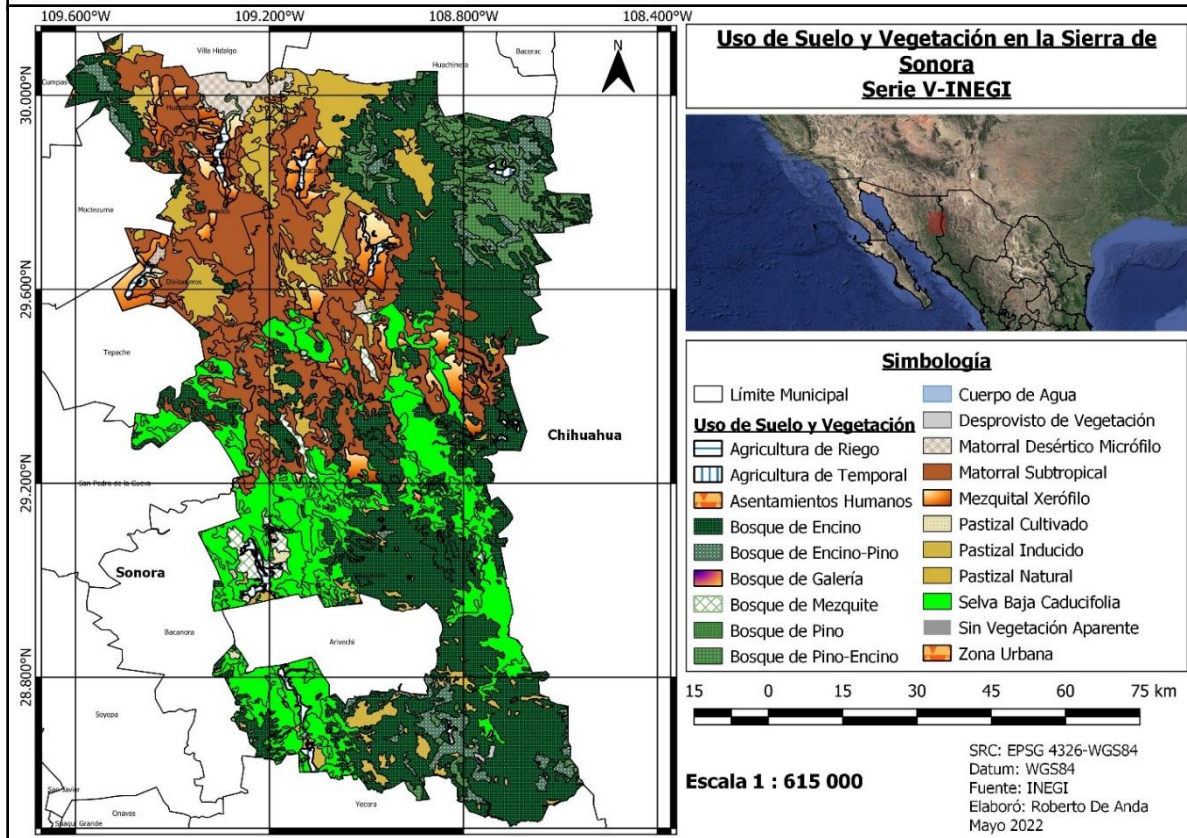 109.600°W 109.200°W 108.800°W 108.400°W
30.000°N
29.600°N
29.200°N
28.800°N
N
Villa Hidalgo
Bacerac
Cumpas
Huachinera
Moctezuma
Divisaderos
Tepache
Chihuahua
San Pedro de la Cueva
Sonora
Bacanora
Arivechi
Soyopa
San Javier
Onavas
Suaqui Grande
Yecora
Uso de Suelo y Vegetación en la Sierra de
Sonora
Serie V-INEGI
Simbología
Límite Municipal
Uso de Suelo y Vegetación
Agricultura de Riego
Agricultura de Temporal
Asentamientos Humanos
Bosque de Encino
Bosque de Encino-Pino
Bosque de Galería
Bosque de Mezquite
Bosque de Pino
Bosque de Pino-Encino
Cuerpo de Agua
Desprovisto de Vegetación
Matorral Desértico Micrófilo
Matorral Subtropical
Mezquital Xerófilo
Pastizal Cultivado
Pastizal Inducido
Pastizal Natural
Selva Baja Caducifolia
Sin Vegetación Aparente
Zona Urbana
15 0 15 30 45 60 75 km
Escala 1 : 615 000
SRC: EPSG 4326-WGS84
Datum: WGS84
Fuente: INEGI
Elaboró: Roberto De Anda
Mayo 2022